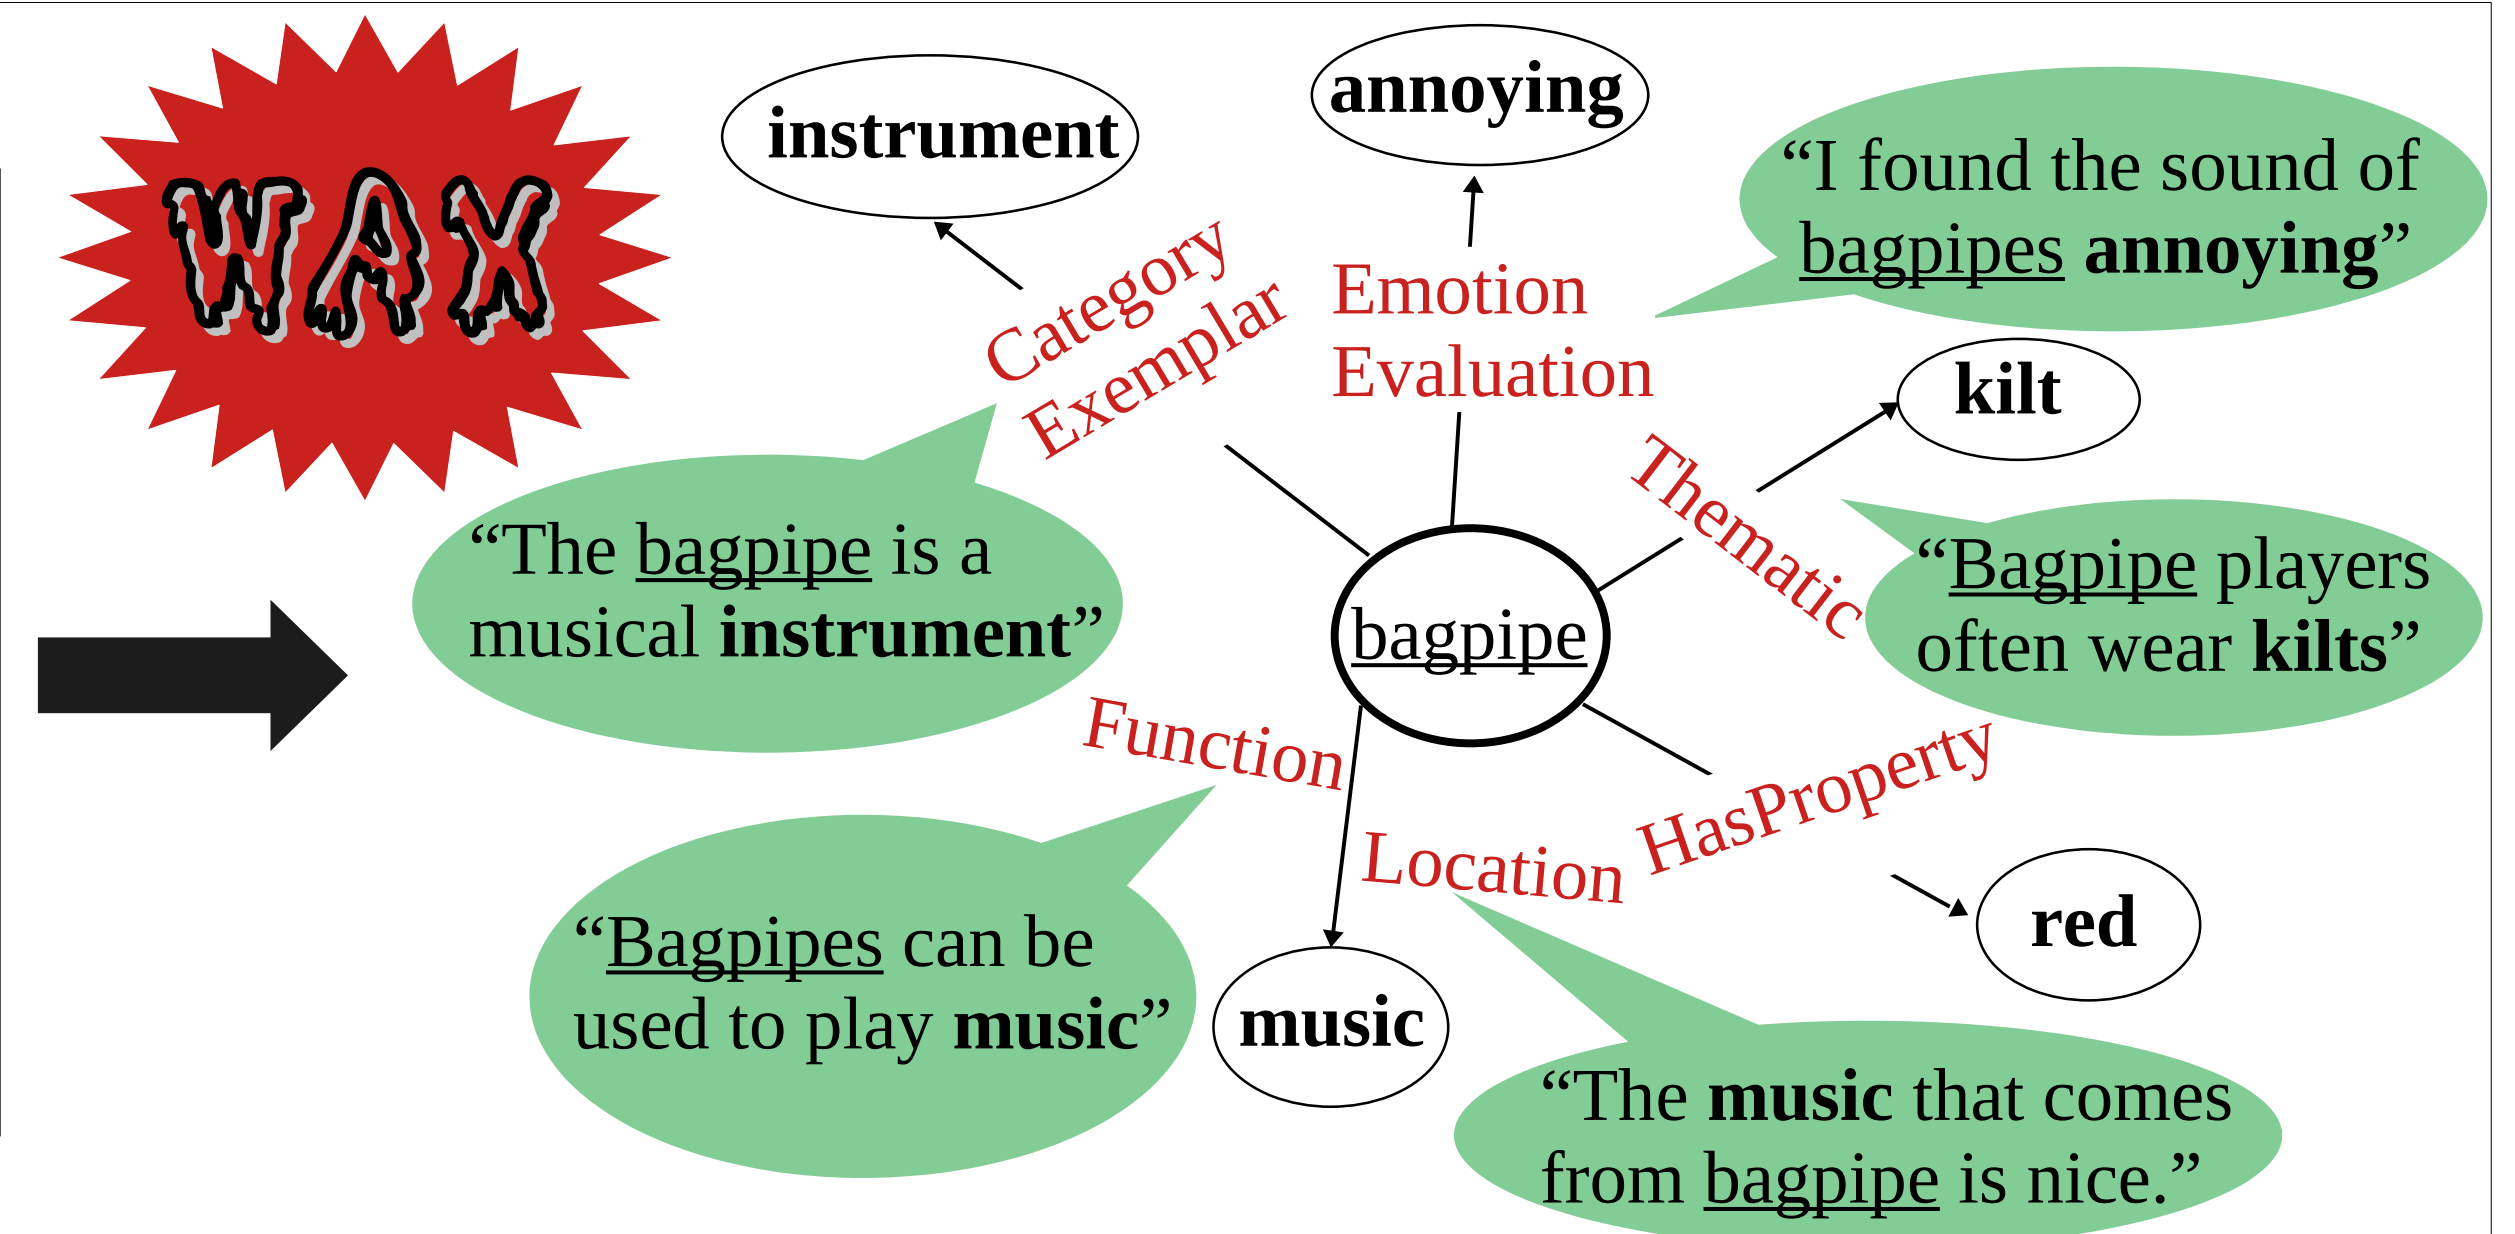 WAX
instrument
annoying
“I found the sound of
bagpipes annoying”
Category
Exemplar
Emotion
Evaluation
kilt
Thematic
“The bagpipe is a
musical instrument”
bagpipe
“Bagpipe players
often wear kilts”
Function
HasProperty
Location
red
“Bagpipes can be
used to play music”
music
“The music that comes
from bagpipe is nice.”